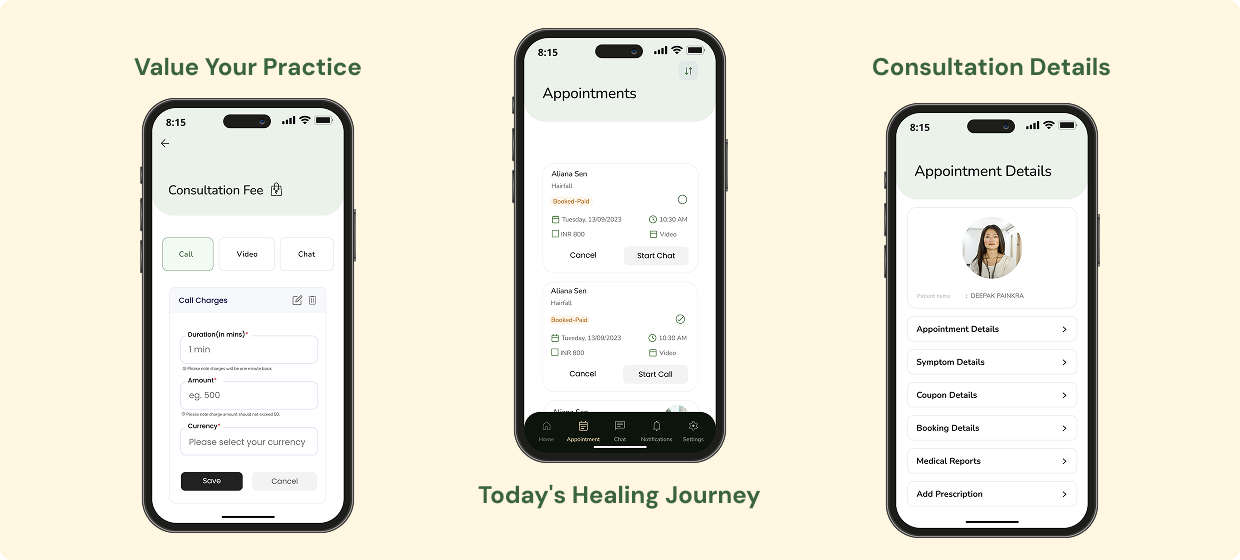 Value Your Practice
8:15
Consultation Fee
Call
Video
Chat
Call Charges
Duration(in mins)*
1 min
Please note charges will be one minute basis
Amount*
eg. 500
Please note charge amount should not exceed 50.
Currency*
Please select your currency
Save
Cancel
8:15
Appointments
Aliana Sen
Hairfall
Booked-Paid
Tuesday, 13/09/2023
10:30 AM
INR 800
Video
Cancel
Start Chat
Aliana Sen
Hairfall
Booked-Paid
Tuesday, 13/09/2023
10:30 AM
INR 800
Video
Cancel
Start Call
Aliana Sen
Home
Appointment
Chat
Notifications
Settings
Today's Healing Journey
Consultation Details
8:15
Appointment Details
Patient name : DEEPAK PAINKRA
Appointment Details
Symptom Details
Coupon Details
Booking Details
Medical Reports
Add Prescription